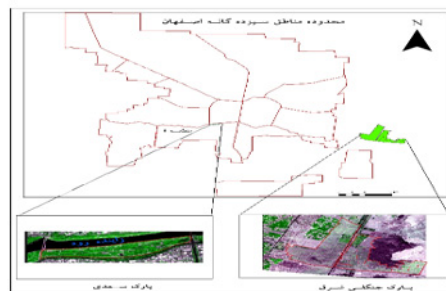 محدوده مناطق سیزده گانه اصفهان
N
پارک سعدی
پارک جنگلی شرق